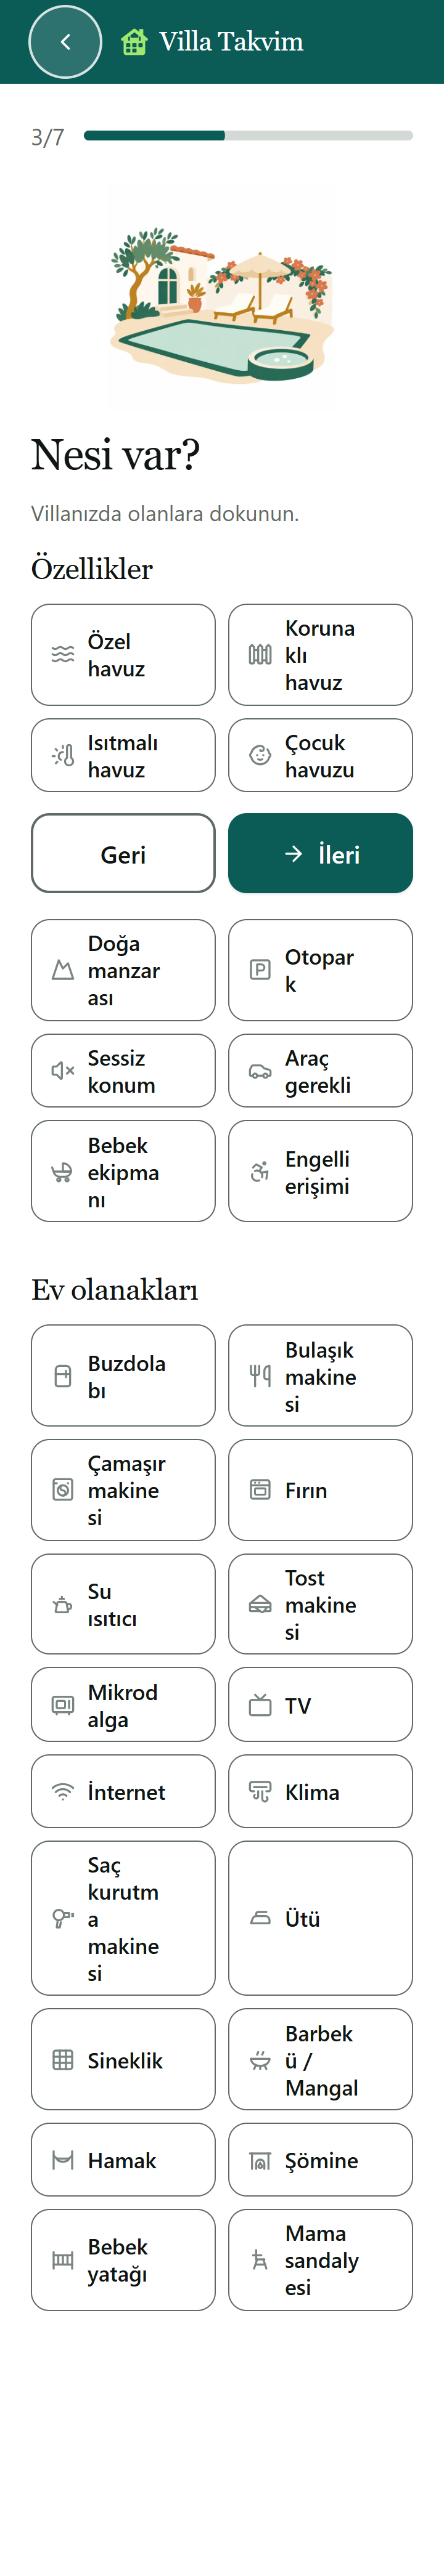 Villa Takvim
3/7
Nesi var?
Villanızda olanlara dokunun.
Özellikler
Özel
havuz
Koruna
klı
havuz
Isıtmalı
havuz
Çocuk
havuzu
Geri
İleri
Doğa
manzar
ası
Otopar
k
Sessiz
konum
Araç
gerekli
Bebek
ekipma
nı
Engelli
erişimi
Ev olanakları
Buzdola
bı
Bulaşık
makine
si
Çamaşır
makine
si
Fırın
Su
ısıtıcı
Tost
makine
si
Mikrod
alga
TV
İnternet
Klima
Saç
kurutm
a
makine
si
Ütü
Sineklik
Barbek
ü /
Mangal
Hamak
Şömine
Bebek
yatağı
Mama
sandaly
esi